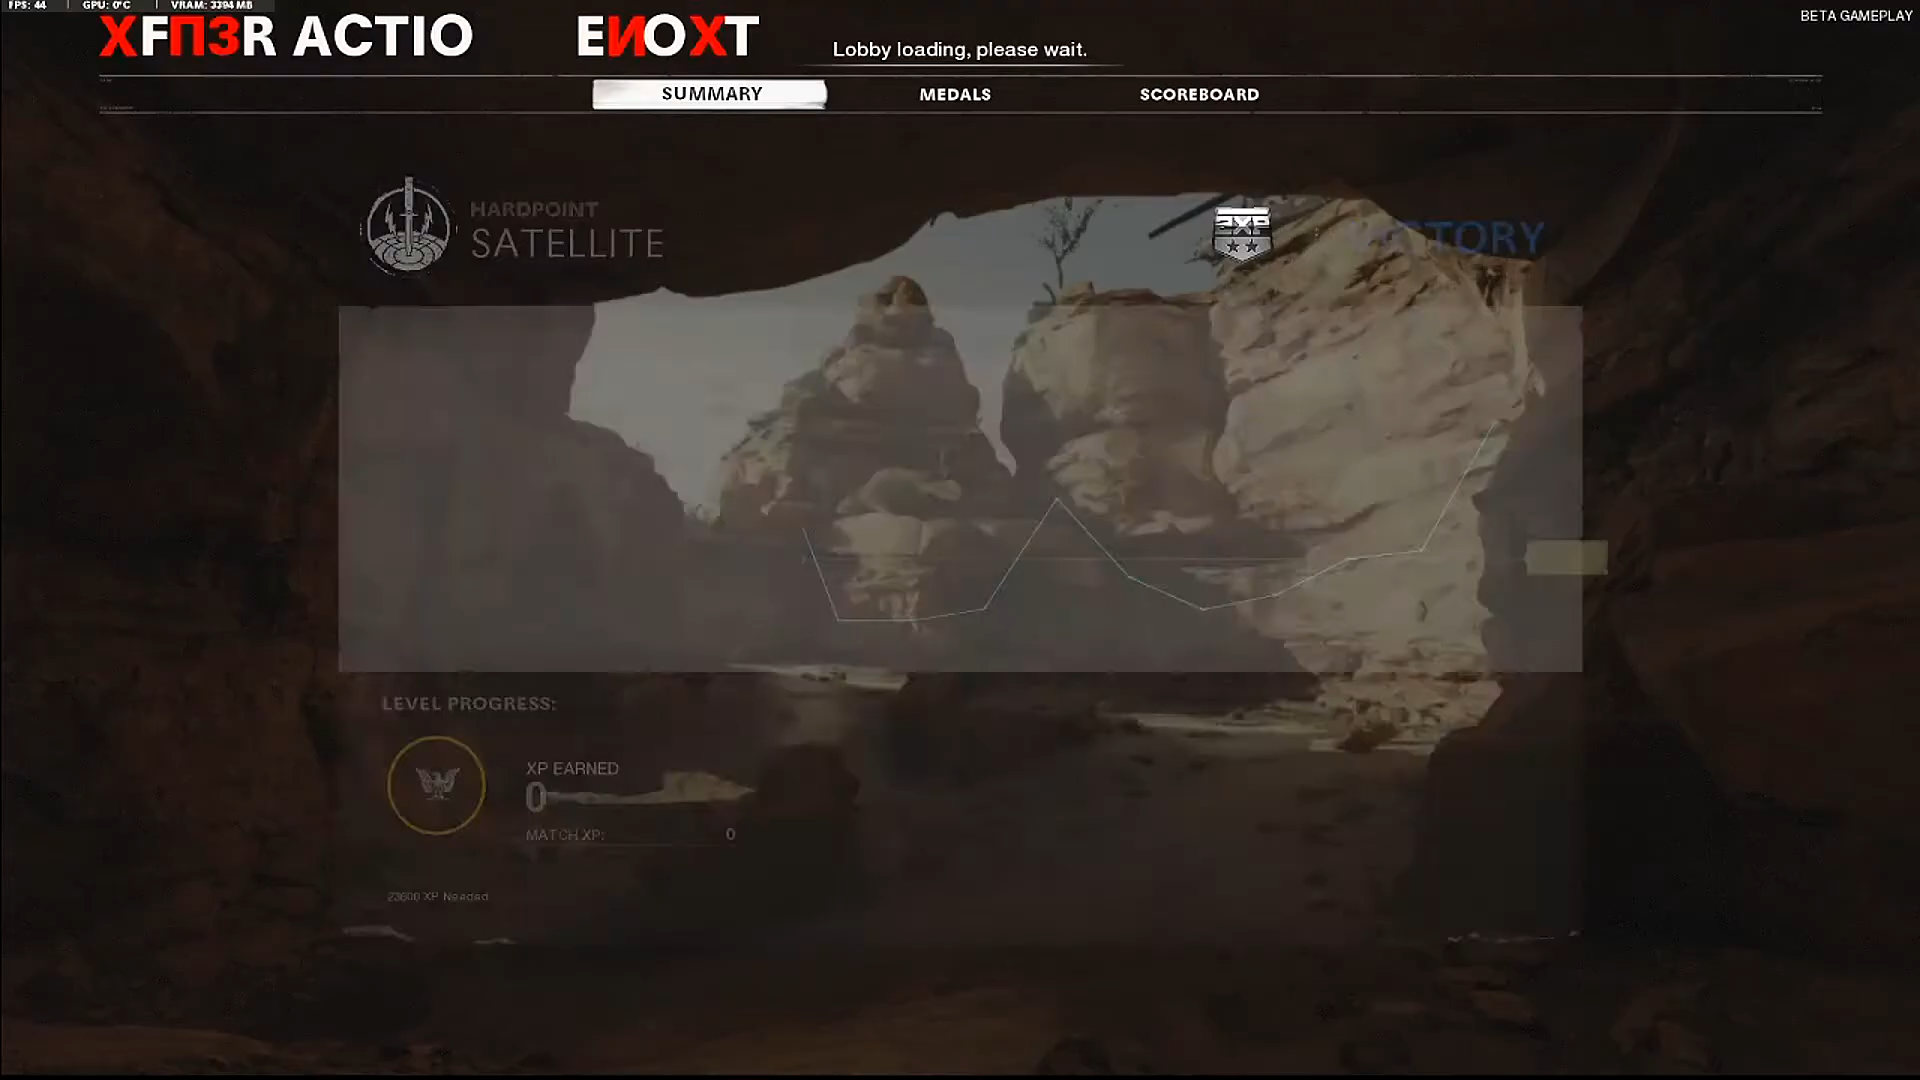 FPS: 44 | GPU: 0°C | VRAM: 3394 MB
BETA GAMEPLAY
XFП3R ACTIO EИOXT
Lobby loading, please wait.
SUMMARY MEDALS SCOREBOARD
HARDPOINT
SATELLITE
2XP
VICTORY
LEVEL PROGRESS:
XP EARNED
0
MATCH XP: 0
23600 XP Needed